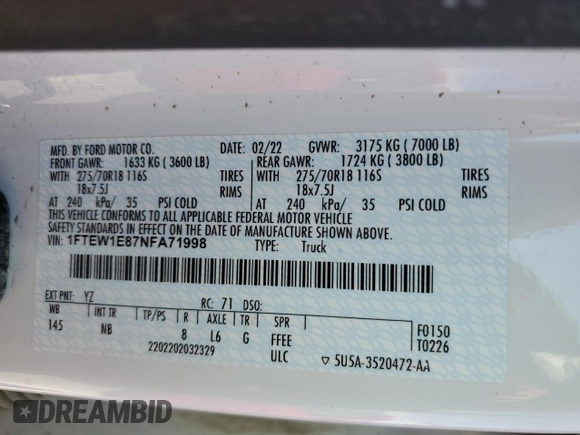 MFD. BY FORD MOTOR CO. DATE: 02/22 GVWR: 3175 KG ( 7000 LB)
FRONT GAWR: 1633 KG ( 3600 LB) REAR GAWR: 1724 KG ( 3800 LB)
WITH 275/70R18 116S TIRES WITH 275/70R18 116S TIRES
18x7.5J RIMS 18x7.5J RIMS
AT 240 kPa/ 35 PSI COLD AT 240 kPa/ 35 PSI COLD
THIS VEHICLE CONFORMS TO ALL APPLICABLE FEDERAL MOTOR VEHICLE
SAFETY STANDARDS IN EFFECT ON THE DATE OF MANUFACTURE SHOWN ABOVE.
VIN: 1FTEW1E87NFA71998 TYPE: Truck
EXT PNT: YZ RC: 71 DSO:
WB INT TR TP/PS R AXLE TR SPR F0150
145 NB 8 L6 G FFEE T0226
2202202032329 ULC ▽ 5U5A-3520472-AA
DREAMBID